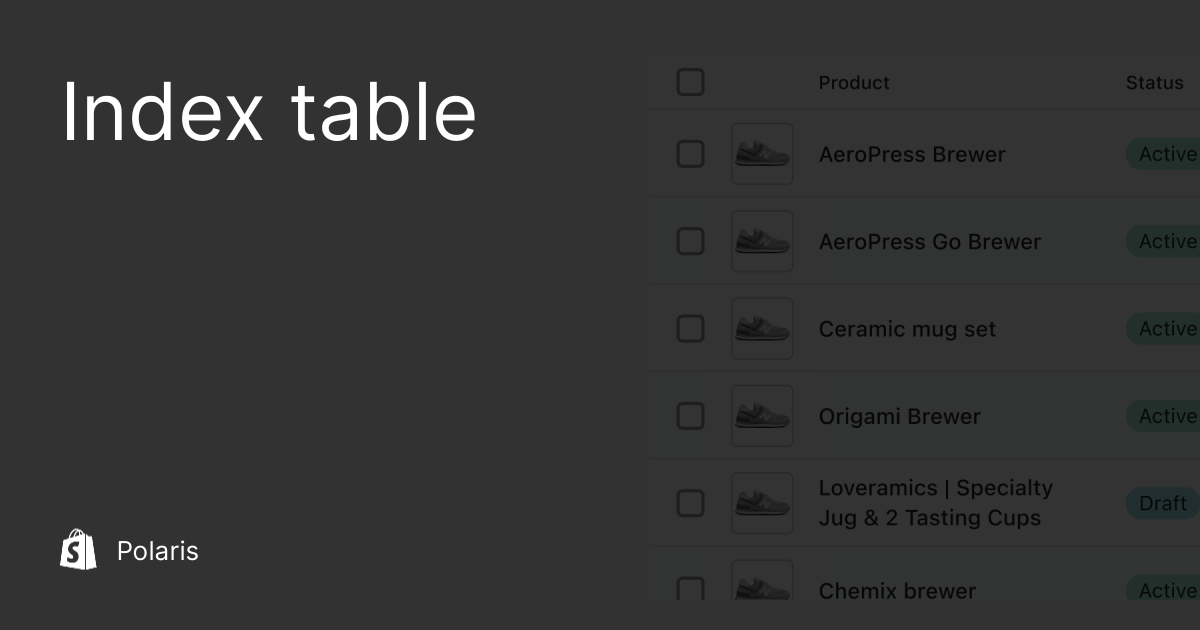 Index table
Product Status
AeroPress Brewer Active
AeroPress Go Brewer Active
Ceramic mug set Active
Origami Brewer Active
Loveramics | Specialty
Jug & 2 Tasting Cups Draft
Chemix brewer Active
Polaris